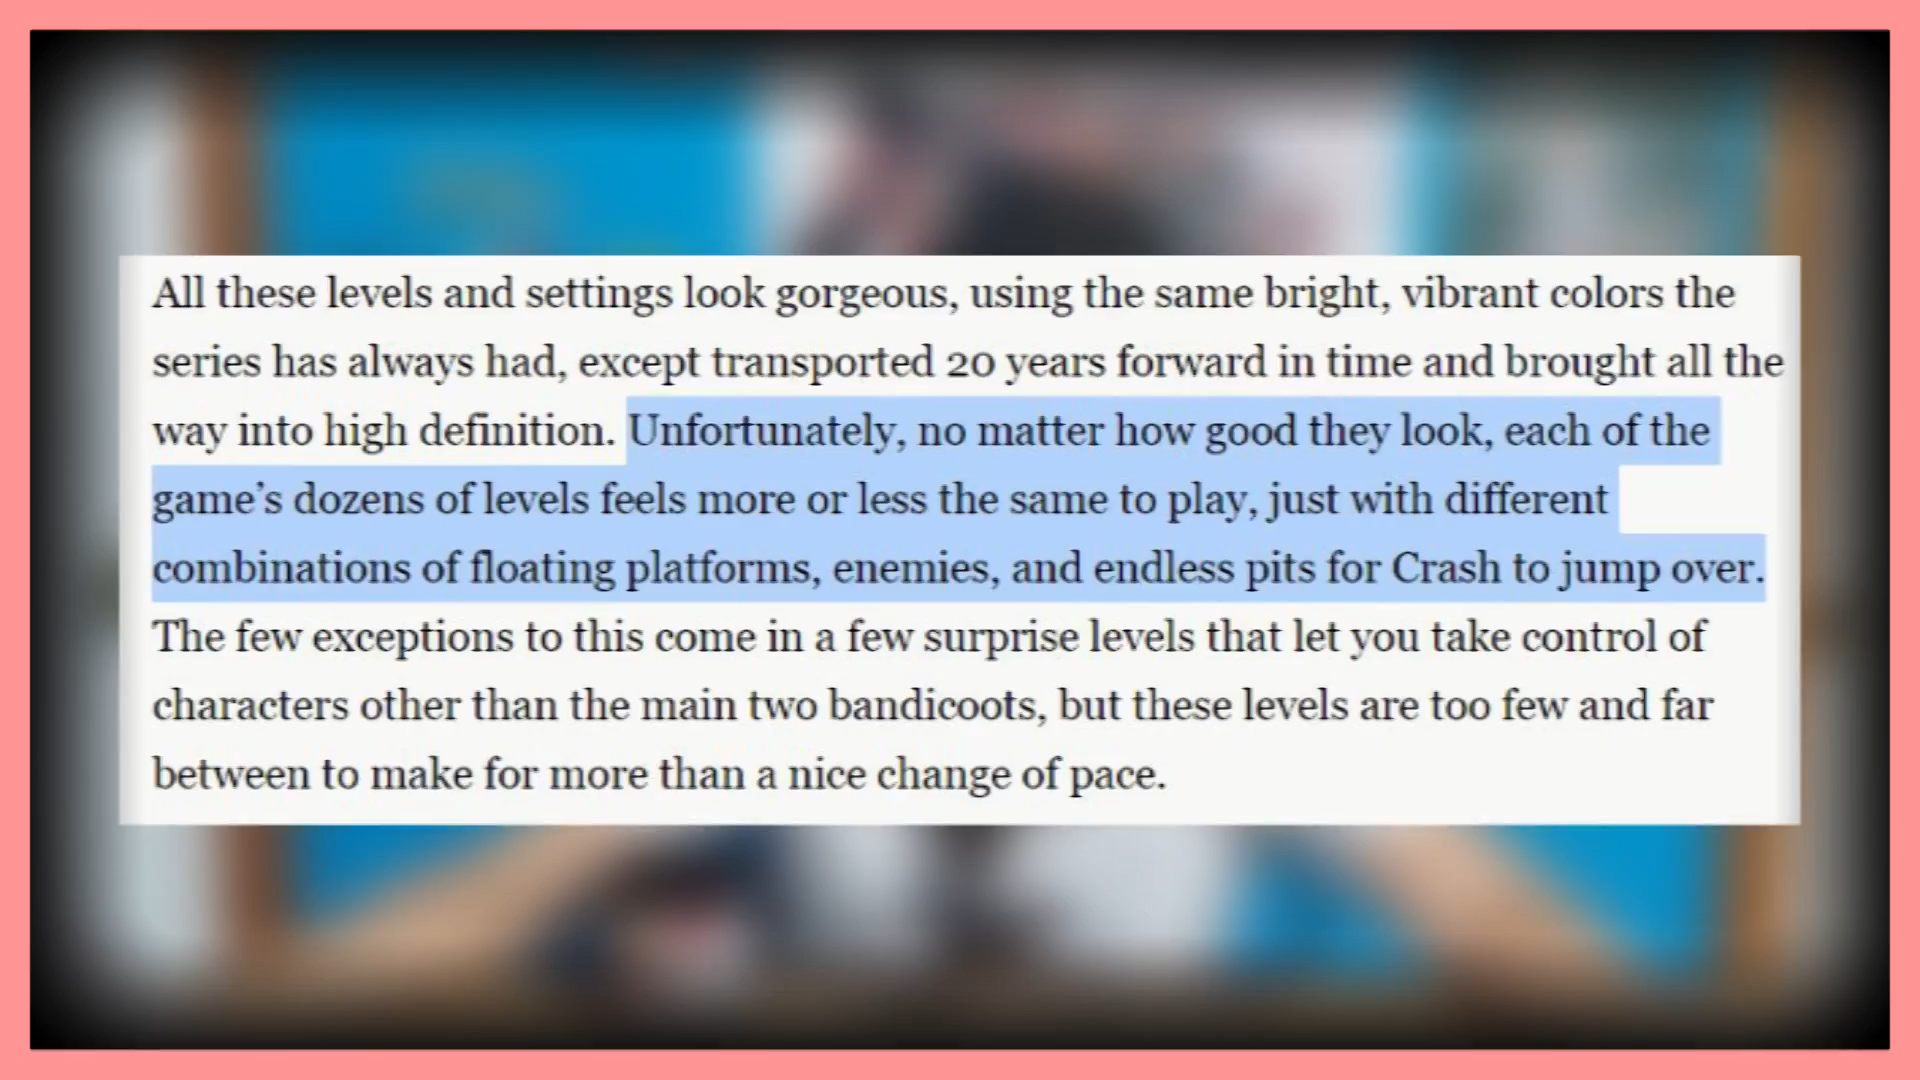 All these levels and settings look gorgeous, using the same bright, vibrant colors the
series has always had, except transported 20 years forward in time and brought all the
way into high definition. Unfortunately, no matter how good they look, each of the
game’s dozens of levels feels more or less the same to play, just with different
combinations of floating platforms, enemies, and endless pits for Crash to jump over.
The few exceptions to this come in a few surprise levels that let you take control of
characters other than the main two bandicoots, but these levels are too few and far
between to make for more than a nice change of pace.